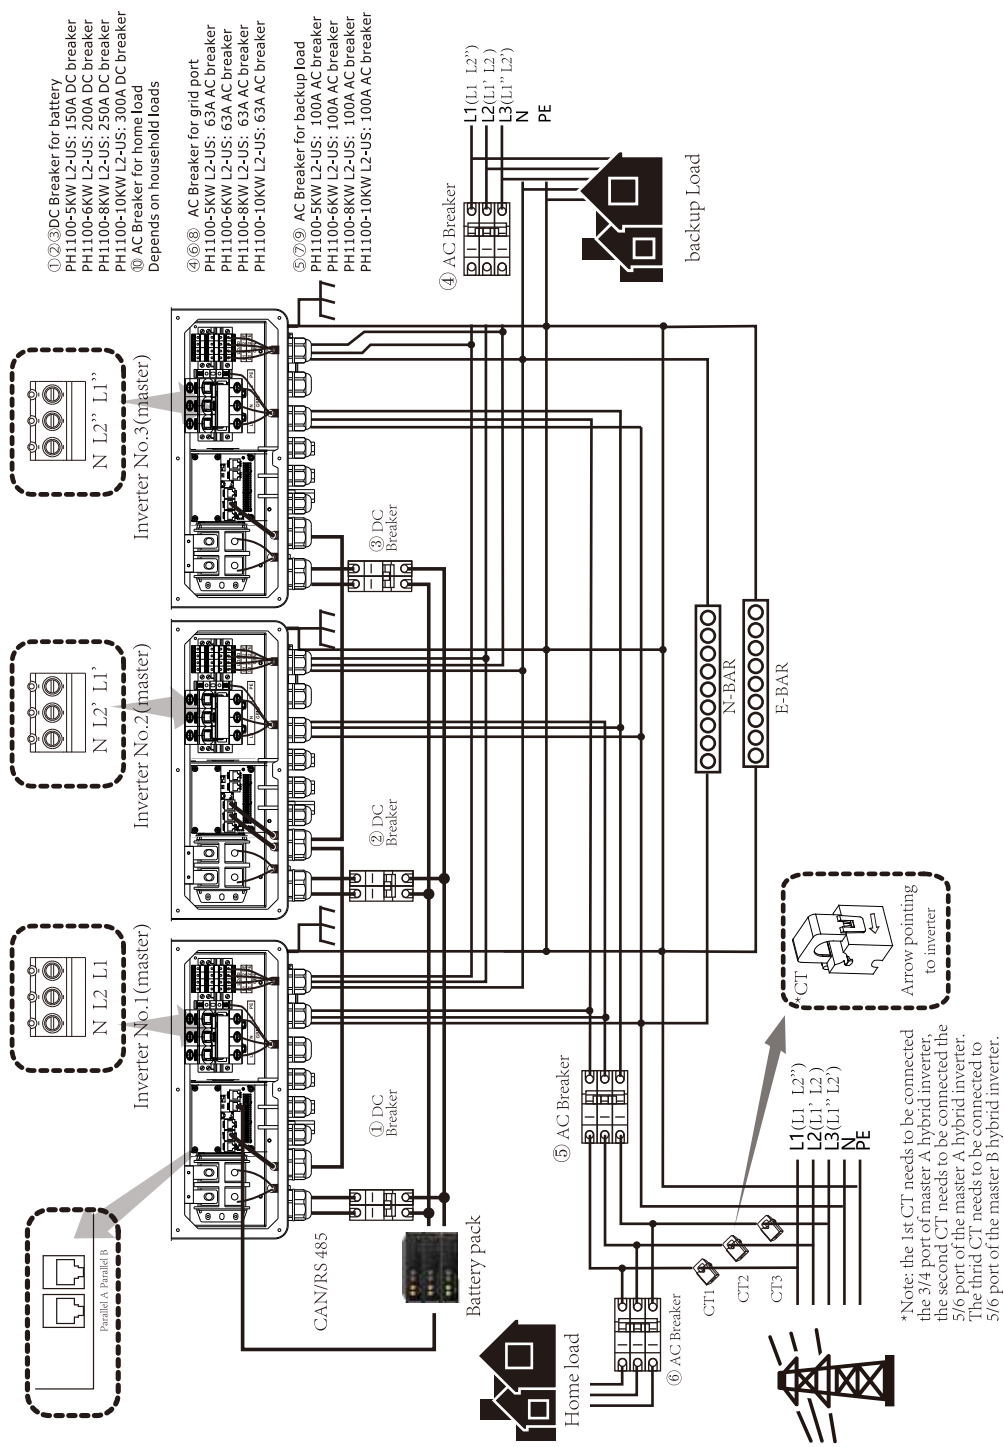 ①②③DC Breaker for battery
PH1100-5KW L2-US: 150A DC breaker
PH1100-6KW L2-US: 200A DC breaker
PH1100-8KW L2-US: 250A DC breaker
PH1100-10KW L2-US: 300A DC breaker
⑩ AC Breaker for home load
Depends on household loads
④⑥⑧ AC Breaker for grid port
PH1100-5KW L2-US: 63A AC breaker
PH1100-6KW L2-US: 63A AC breaker
PH1100-8KW L2-US: 63A AC breaker
PH1100-10KW L2-US: 63A AC breaker
⑤⑦⑨ AC Breaker for backup load
PH1100-5KW L2-US: 100A AC breaker
PH1100-6KW L2-US: 100A AC breaker
PH1100-8KW L2-US: 100A AC breaker
PH1100-10KW L2-US: 100A AC breaker
Parallel A Parallel B
N L2 L1
N L2' L1'
N L2'' L1''
Inverter No.1(master)
Inverter No.2(master)
Inverter No.3(master)
CAN/RS 485
① DC
Breaker
② DC
Breaker
③ DC
Breaker
④ AC Breaker
L1(L1 L2'')
L2(L1' L2 )
L3(L1'' L2')
N
PE
backup Load
Battery pack
Home load
⑤ AC Breaker
⑥ AC Breaker
CT1
CT2
CT3
N-BAR
E-BAR
*CT
Arrow pointing
to inverter
L1(L1 L2'')
L2(L1' L2 )
L3(L1'' L2')
N
PE
*Note: the 1st CT needs to be connected
the 3/4 port of master A hybrid inverter,
the second CT needs to be connected the
5/6 port of the master A hybrid inverter.
The thrid CT needs to be connected to
5/6 port of the master B hybrid inverter.